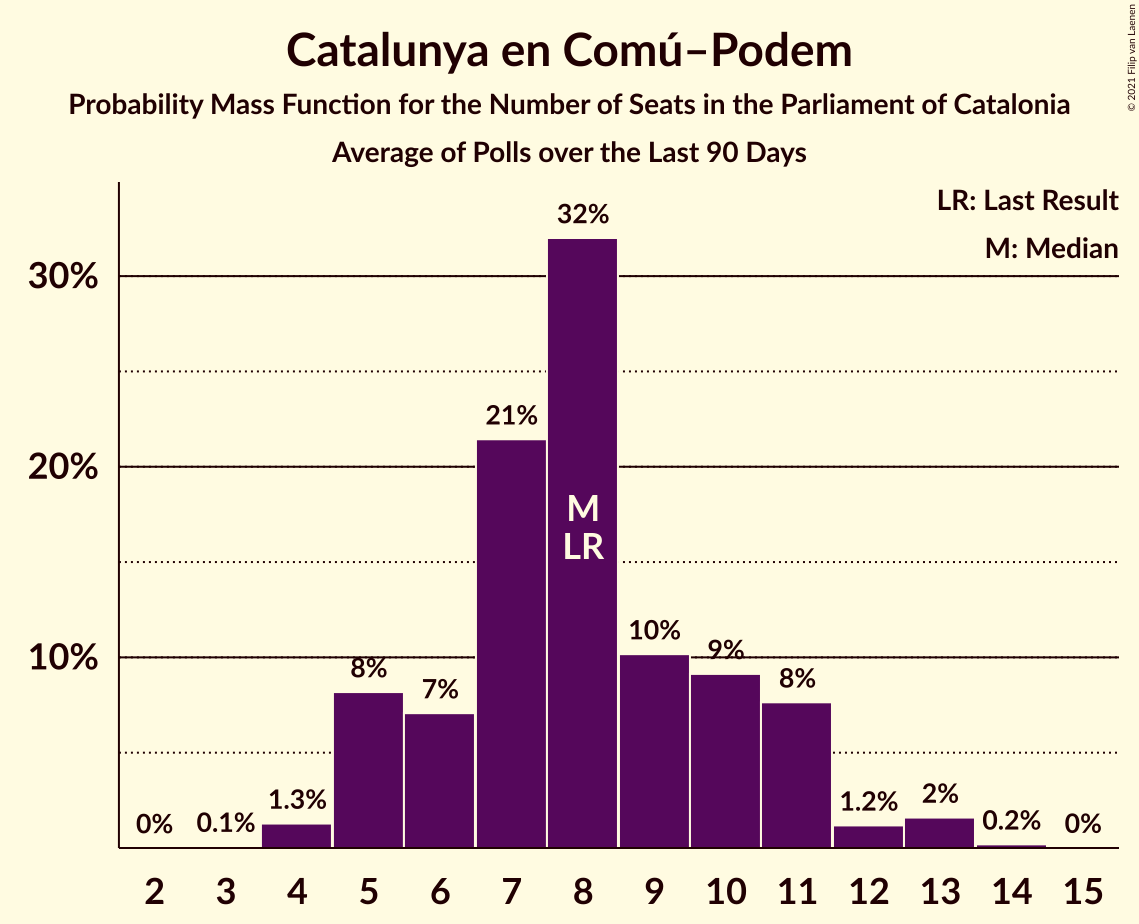 Catalunya en Comú–Podem
Probability Mass Function for the Number of Seats in the Parliament of Catalonia
Average of Polls over the Last 90 Days
© 2021 Filip van Laenen
LR: Last Result
M: Median
30%
20%
10%
0%
0.1%
1.3%
8%
7%
21%
32%
10%
9%
8%
1.2%
2%
0.2%
0%
M
LR
2 3 4 5 6 7 8 9 10 11 12 13 14 15